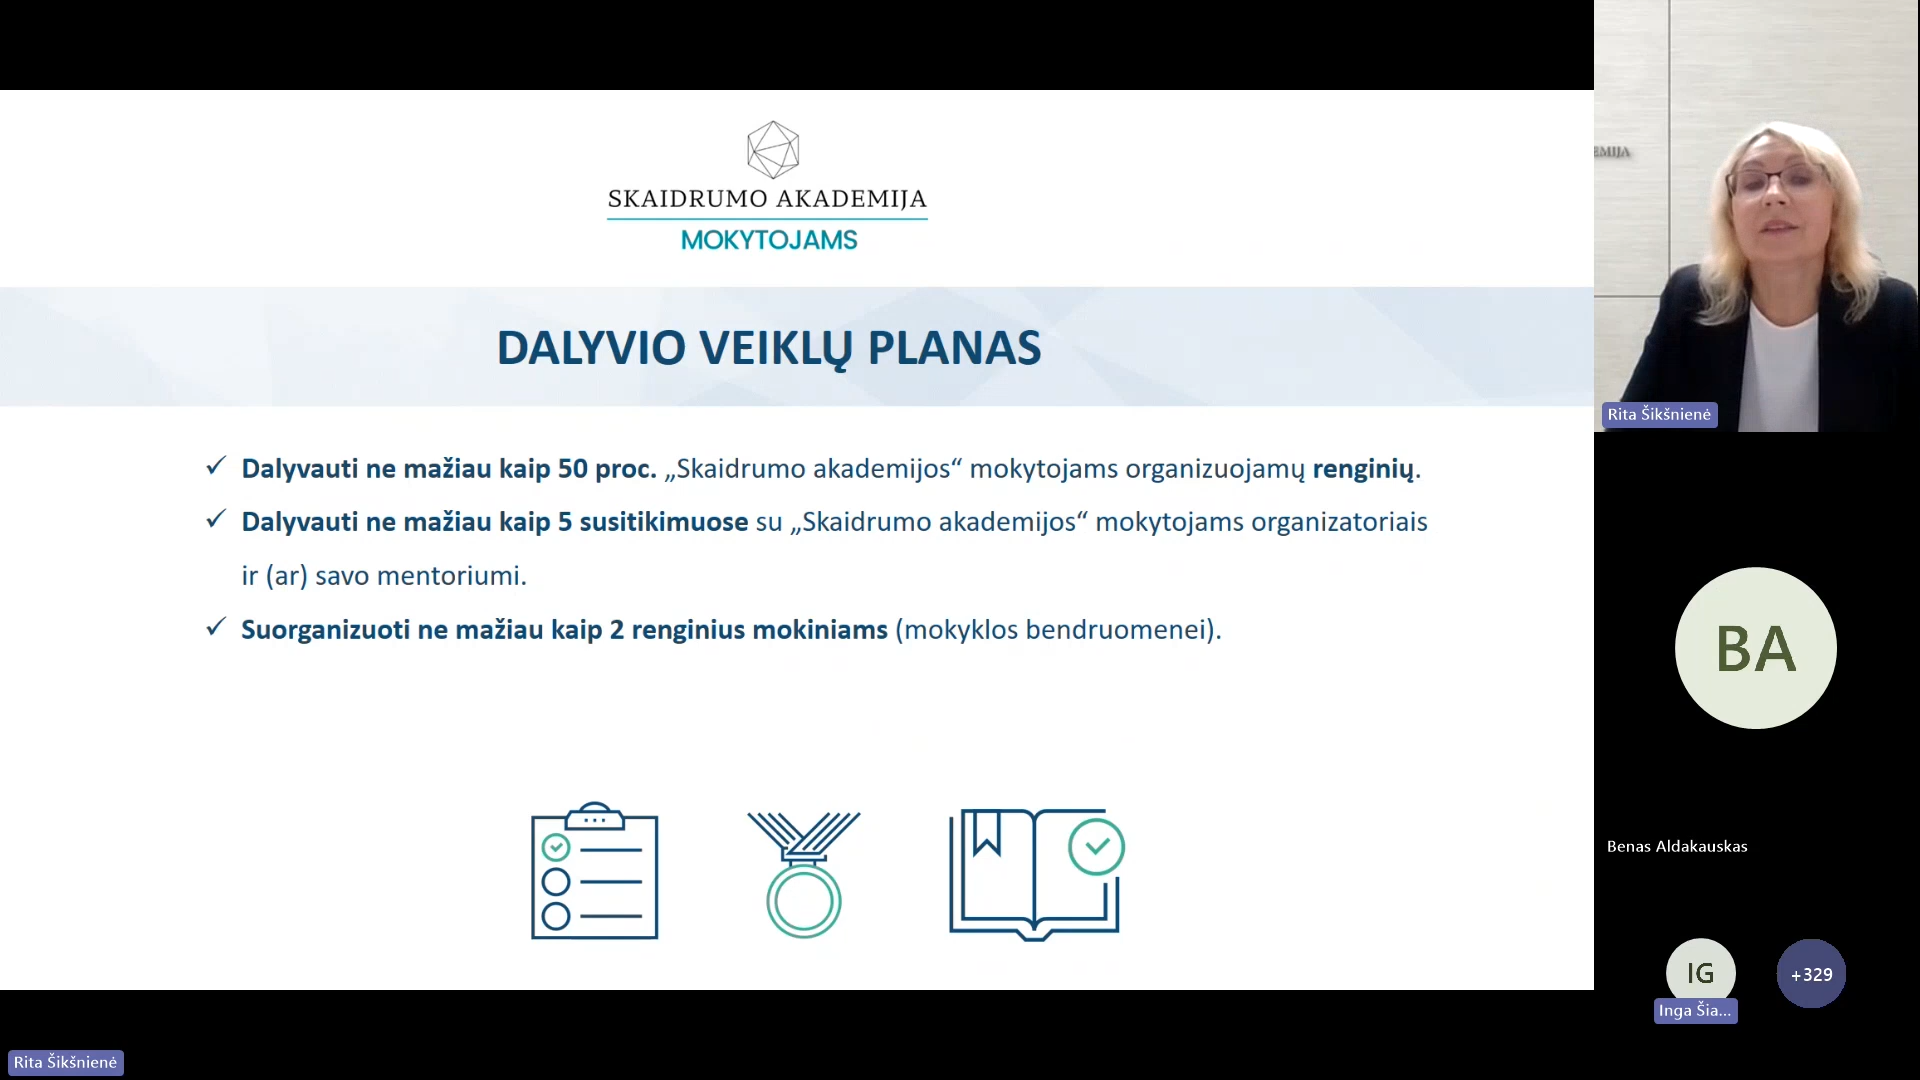 SKAIDRUMO AKADEMIJA
MOKYTOJAMS
DALYVIO VEIKLŲ PLANAS
✓ Dalyvauti ne mažiau kaip 50 proc. „Skaidrumo akademijos“ mokytojams organizuojamų renginių.
✓ Dalyvauti ne mažiau kaip 5 susitikimuose su „Skaidrumo akademijos“ mokytojams organizatoriais
ir (ar) savo mentoriumi.
✓ Suorganizuoti ne mažiau kaip 2 renginius mokiniams (mokyklos bendruomenei).
EMIJA
Rita Šikšnienė
BA
Benas Aldakauskas
IG
+329
Inga Šia...
Rita Šikšnienė